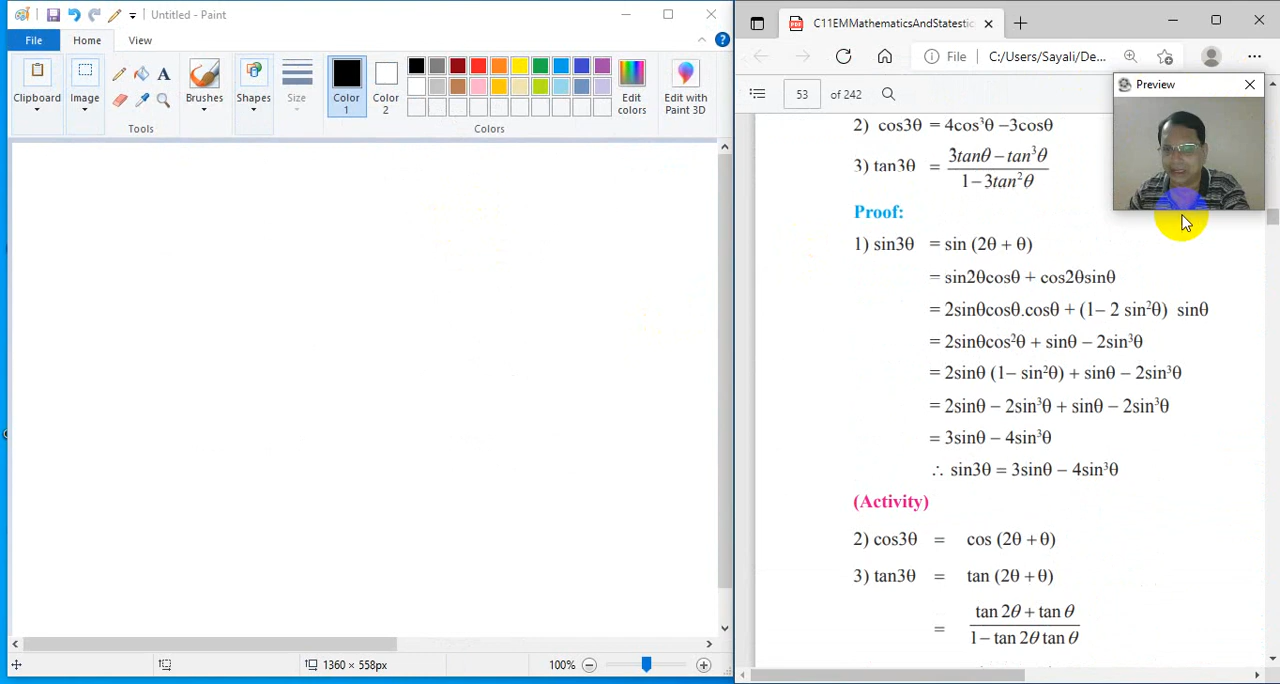 Untitled - Paint
File
Home
View
Clipboard
Image
Tools
Brushes
Shapes
Size
Color 1
Color 2
Colors
Edit colors
Edit with Paint 3D
1360 × 558px
100%
C11EMMathematicsAndStatestic
File
C:/Users/Sayali/De...
53 of 242
Preview
2) cos3θ = 4cos³θ –3cosθ
3) tan3θ = \frac{3tanθ – tan³θ}{1 – 3tan²θ}
Proof:
1) sin3θ = sin (2θ + θ)
= sin2θcosθ + cos2θsinθ
= 2sinθcosθ.cosθ + (1– 2 sin²θ) sinθ
= 2sinθcos²θ + sinθ – 2sin³θ
= 2sinθ (1– sin²θ) + sinθ – 2sin³θ
= 2sinθ – 2sin³θ + sinθ – 2sin³θ
= 3sinθ – 4sin³θ
∴ sin3θ = 3sinθ – 4sin³θ
(Activity)
2) cos3θ = cos (2θ + θ)
3) tan3θ = tan (2θ + θ)
= \frac{tan 2θ + tan θ}{1 – tan 2θ tan θ}